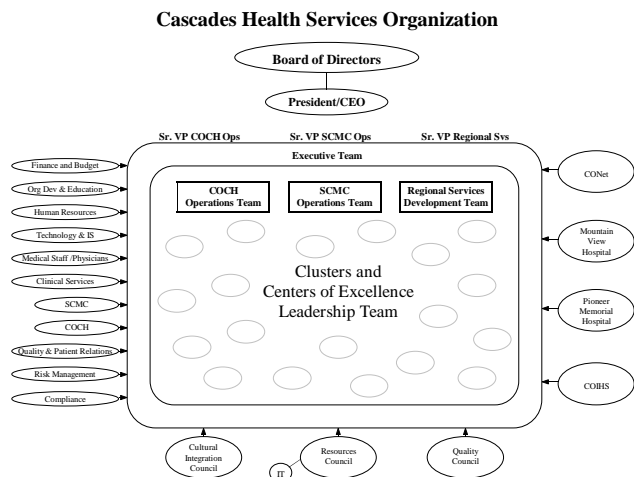 Cascades Health Services Organization
Board of Directors
President/CEO
Sr. VP COCH Ops
Sr. VP SCMC Ops
Sr. VP Regional Svs
Executive Team
Finance and Budget
Org Dev & Education
Human Resources
Technology & IS
Medical Staff /Physicians
Clinical Services
SCMC
COCH
Quality & Patient Relations
Risk Management
Compliance
COCH
Operations Team
SCMC
Operations Team
Regional Services
Development Team
Clusters and
Centers of Excellence
Leadership Team
CONet
Mountain
View
Hospital
Pioneer
Memorial
Hospital
COIHS
Cultural
Integration
Council
IT
Resources
Council
Quality
Council